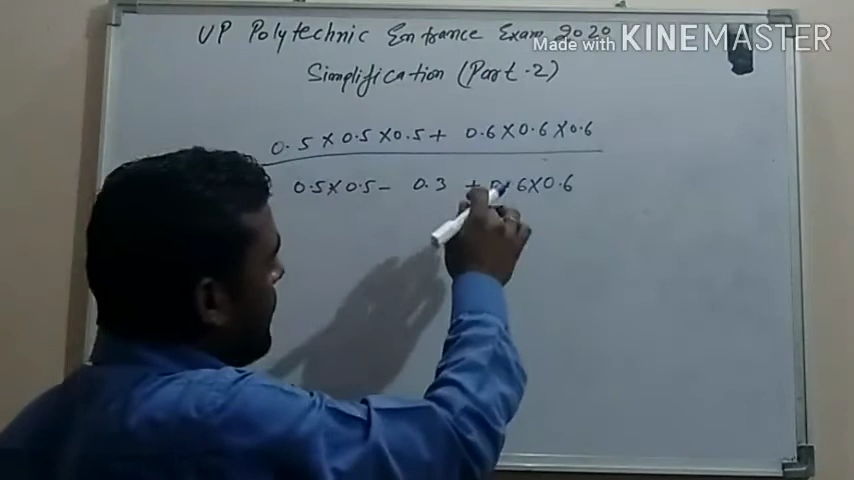 UP Polytechnic Entrance Exam 2020
Made with KINEMASTER
Simplification (Part-2)
0.5 X 0.5 X 0.5 + 0.6 X 0.6 X 0.6
0.5 X 0.5 - 0.3 + 0.6 X 0.6